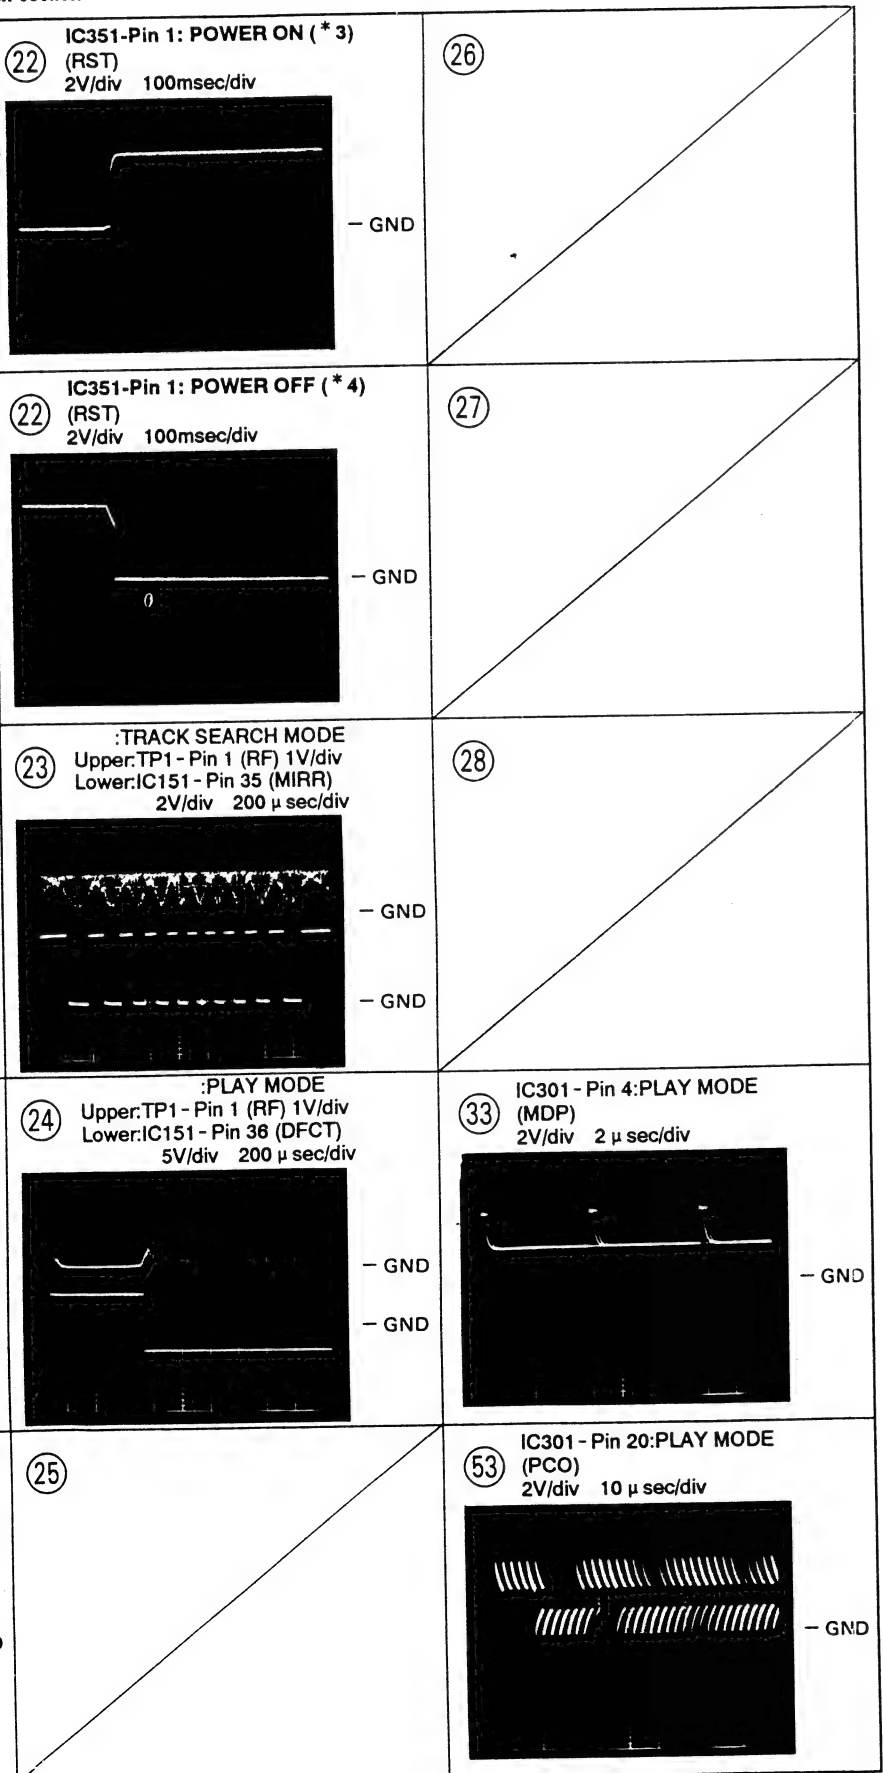 22
IC351-Pin 1: POWER ON ( * 3)
(RST)
2V/div 100msec/div
– GND
26
22
IC351-Pin 1: POWER OFF ( * 4)
(RST)
2V/div 100msec/div
– GND
0
27
23
:TRACK SEARCH MODE
Upper:TP1 - Pin 1 (RF) 1V/div
Lower:IC151 - Pin 35 (MIRR)
2V/div 200 µ sec/div
– GND
– GND
28
24
:PLAY MODE
Upper:TP1 - Pin 1 (RF) 1V/div
Lower:IC151 - Pin 36 (DFCT)
5V/div 200 µ sec/div
– GND
– GND
33
IC301 - Pin 4:PLAY MODE
(MDP)
2V/div 2 µ sec/div
– GND
25
53
IC301 - Pin 20:PLAY MODE
(PCO)
2V/div 10 µ sec/div
– GND